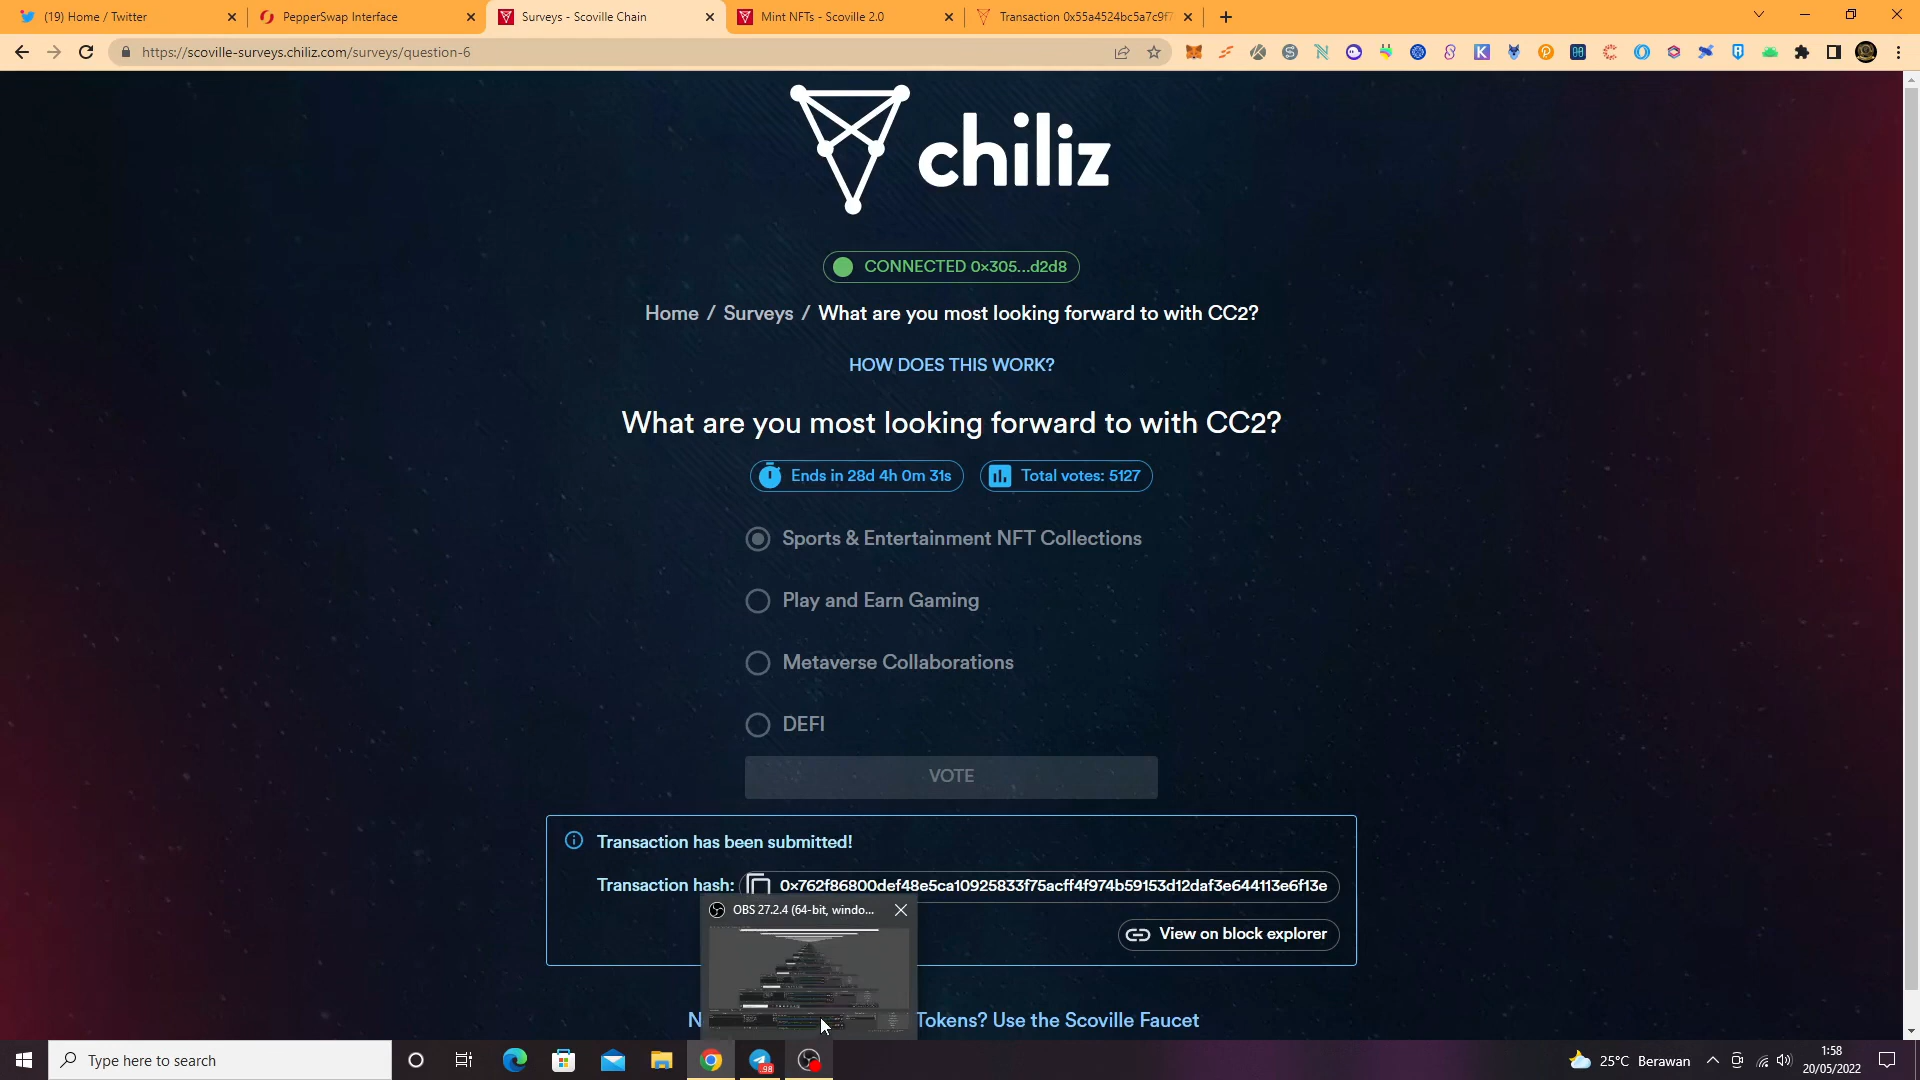 (19) Home / Twitter
PepperSwap Interface
Surveys - Scoville Chain
Mint NFTs - Scoville 2.0
Transaction 0x55a4524bc5a7c9f7
https://scoville-surveys.chiliz.com/surveys/question-6
chiliz
CONNECTED 0x305...d2d8
Home / Surveys / What are you most looking forward to with CC2?
HOW DOES THIS WORK?
What are you most looking forward to with CC2?
Ends in 28d 4h 0m 31s
Total votes: 5127
Sports & Entertainment NFT Collections
Play and Earn Gaming
Metaverse Collaborations
DEFI
VOTE
Transaction has been submitted!
Transaction hash: 0x762f86800def48e5ca10925833f75acff4f974b59153d12daf3e644113e6f13e
OBS 27.2.4 (64-bit, windo...
View on block explorer
N
Tokens? Use the Scoville Faucet
Type here to search
.98
25°C Berawan
1:58
20/05/2022